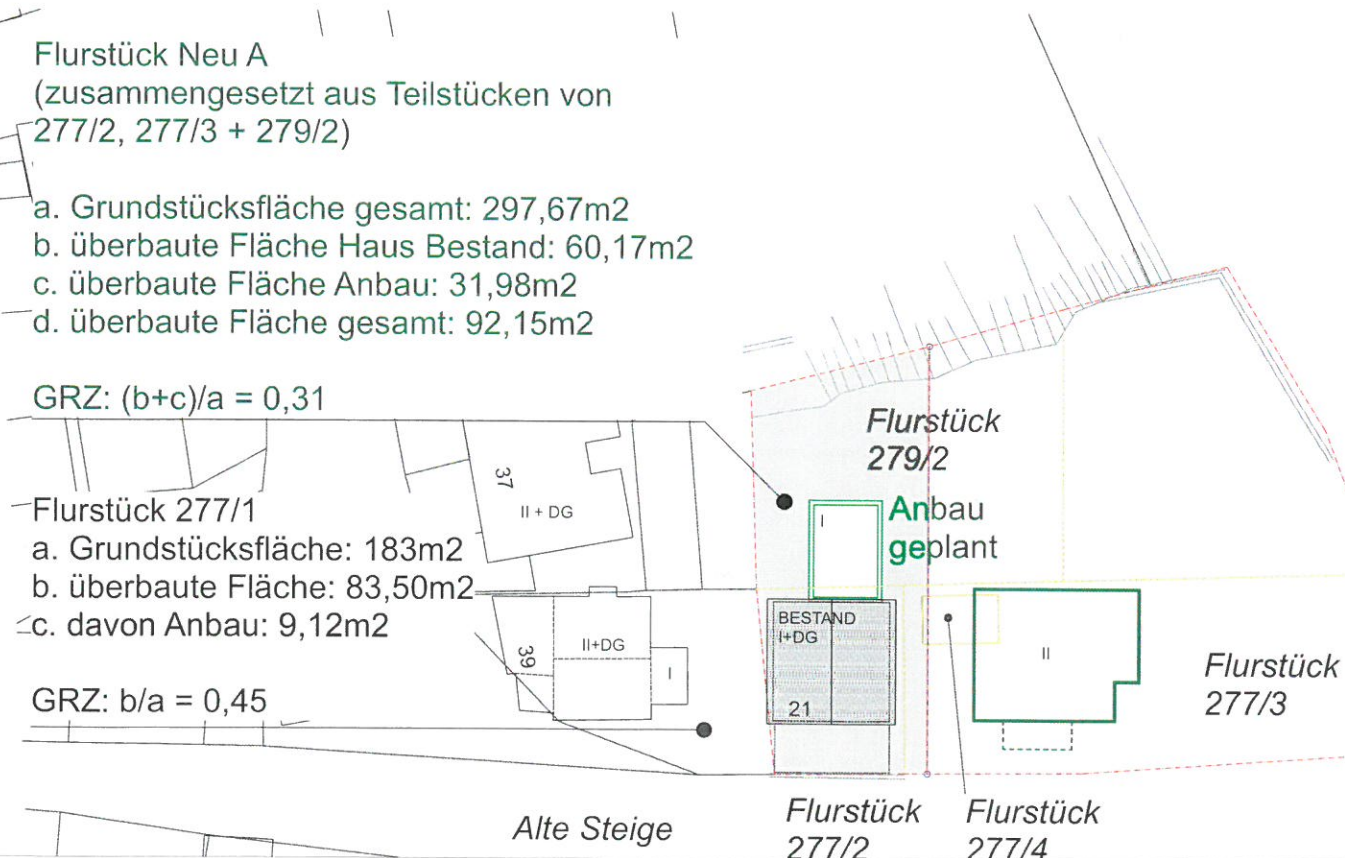 Flurstück Neu A
(zusammengesetzt aus Teilstücken von
277/2, 277/3 + 279/2)
a. Grundstücksfläche gesamt: 297,67m2
b. überbaute Fläche Haus Bestand: 60,17m2
c. überbaute Fläche Anbau: 31,98m2
d. überbaute Fläche gesamt: 92,15m2
GRZ: (b+c)/a = 0,31
Flurstück 277/1
a. Grundstücksfläche: 183m2
b. überbaute Fläche: 83,50m2
c. davon Anbau: 9,12m2
GRZ: b/a = 0,45
37
II + DG
39
II+DG
I
Flurstück
279/2
I
Anbau
geplant
BESTAND
I+DG
21
II
Flurstück
277/3
Alte Steige
Flurstück
277/2
Flurstück
277/4